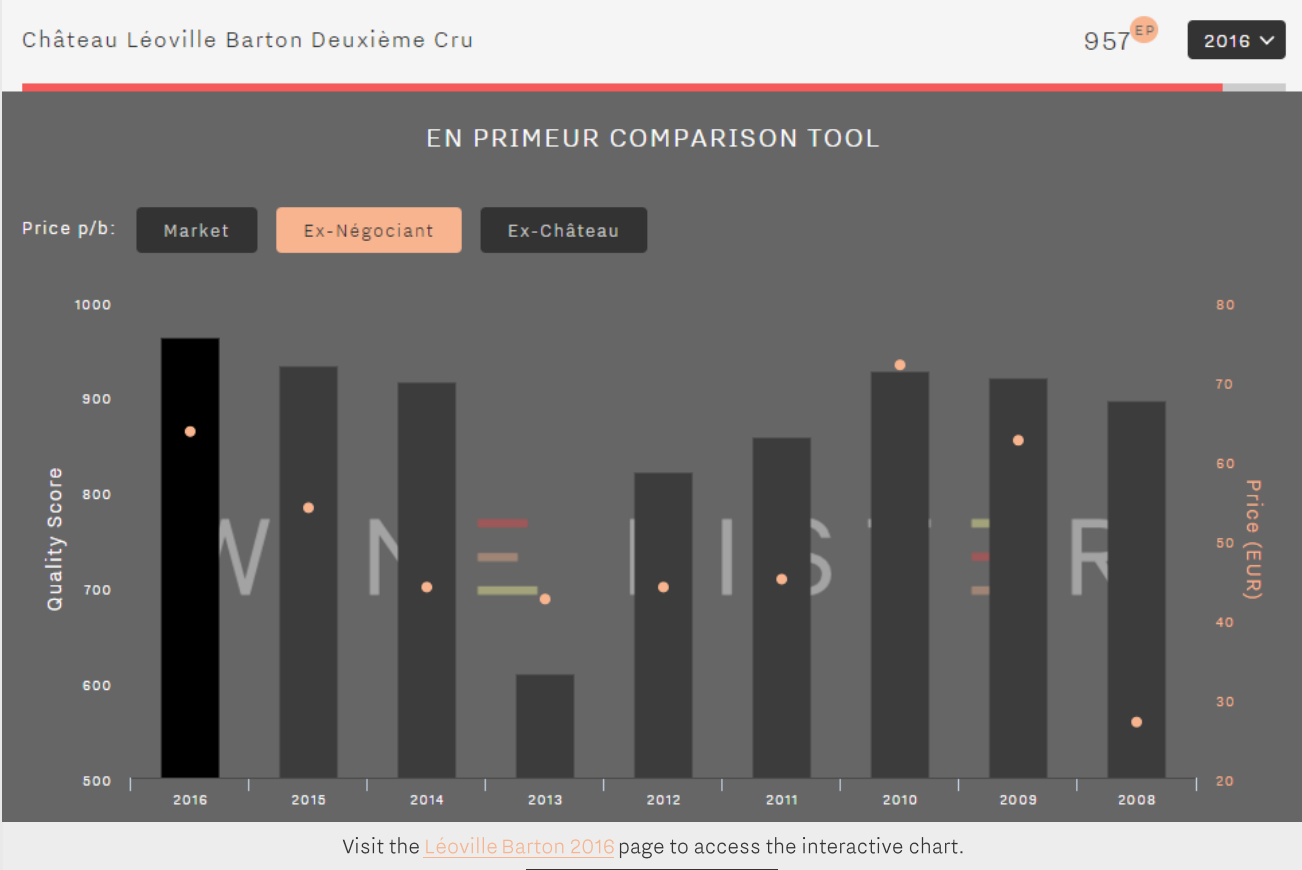 Château Léoville Barton Deuxième Cru
957 EP
2016
EN PRIMEUR COMPARISON TOOL
Price p/b:
Market
Ex-Négociant
Ex-Château
1000
900
800
700
600
500
Quality Score
WINE LISTER
80
70
60
50
40
30
20
Price (EUR)
2016 2015 2014 2013 2012 2011 2010 2009 2008
Visit the Léoville Barton 2016 page to access the interactive chart.